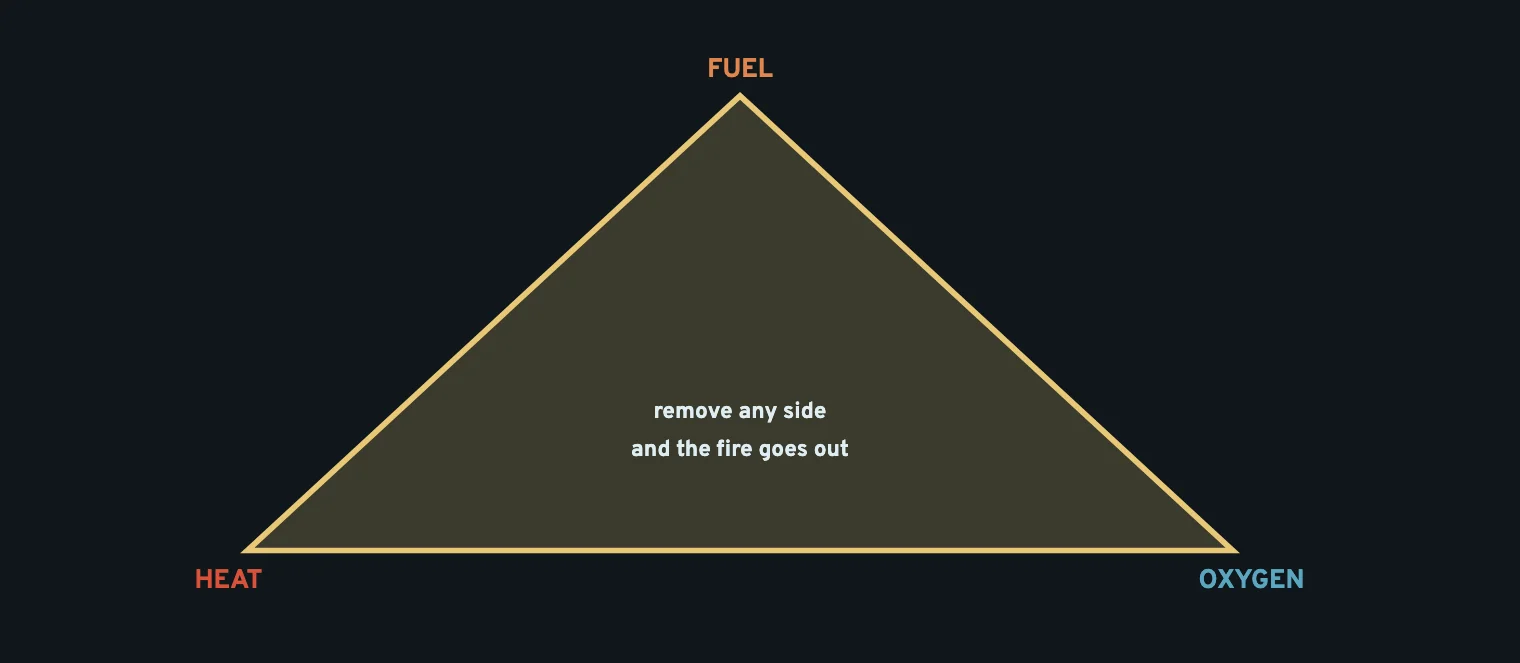 FUEL
remove any side
and the fire goes out
HEAT
OXYGEN